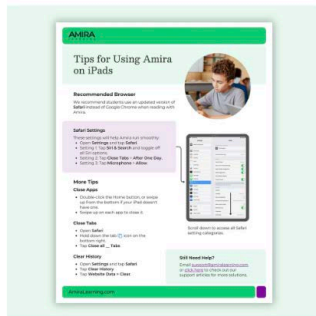 AMIRA
Tips for Using Amira
on iPads
Recommended Browser
We recommend students use an updated version of
Safari instead of Google Chrome when reading with
Amira.
Safari Settings
These settings will help Amira run smoothly:
Open Settings and tap Safari.
Setting 1: Tap Siri & Search and toggle off
all Siri options.
Setting 2: Tap Close Tabs > After One Day.
Setting 3: Tap Microphone > Allow.
Scroll down to access all Safari
setting categories.
More Tips
Close Apps
Double-click the Home button, or swipe
up from the bottom if your iPad doesn't
have one.
Swipe up on each app to close it.
Close Tabs
Open Safari.
Hold down the tab icon on the
bottom right.
Tap Close all __ Tabs.
Clear History
Open Settings and tap Safari.
Tap Clear History.
Tap Website Data > Clear.
Still Need Help?
Email support@amiralearning.com
or click here to check out our
support articles for more solutions.
AmiraLearning.com